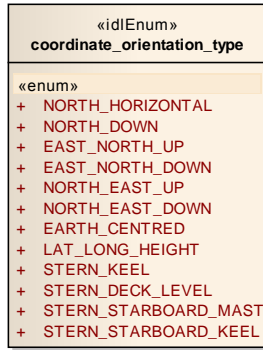 «idlEnum»
coordinate_orientation_type
«enum»
+ NORTH_HORIZONTAL
+ NORTH_DOWN
+ EAST_NORTH_UP
+ EAST_NORTH_DOWN
+ NORTH_EAST_UP
+ NORTH_EAST_DOWN
+ EARTH_CENTRED
+ LAT_LONG_HEIGHT
+ STERN_KEEL
+ STERN_DECK_LEVEL
+ STERN_STARBOARD_MAST
+ STERN_STARBOARD_KEEL